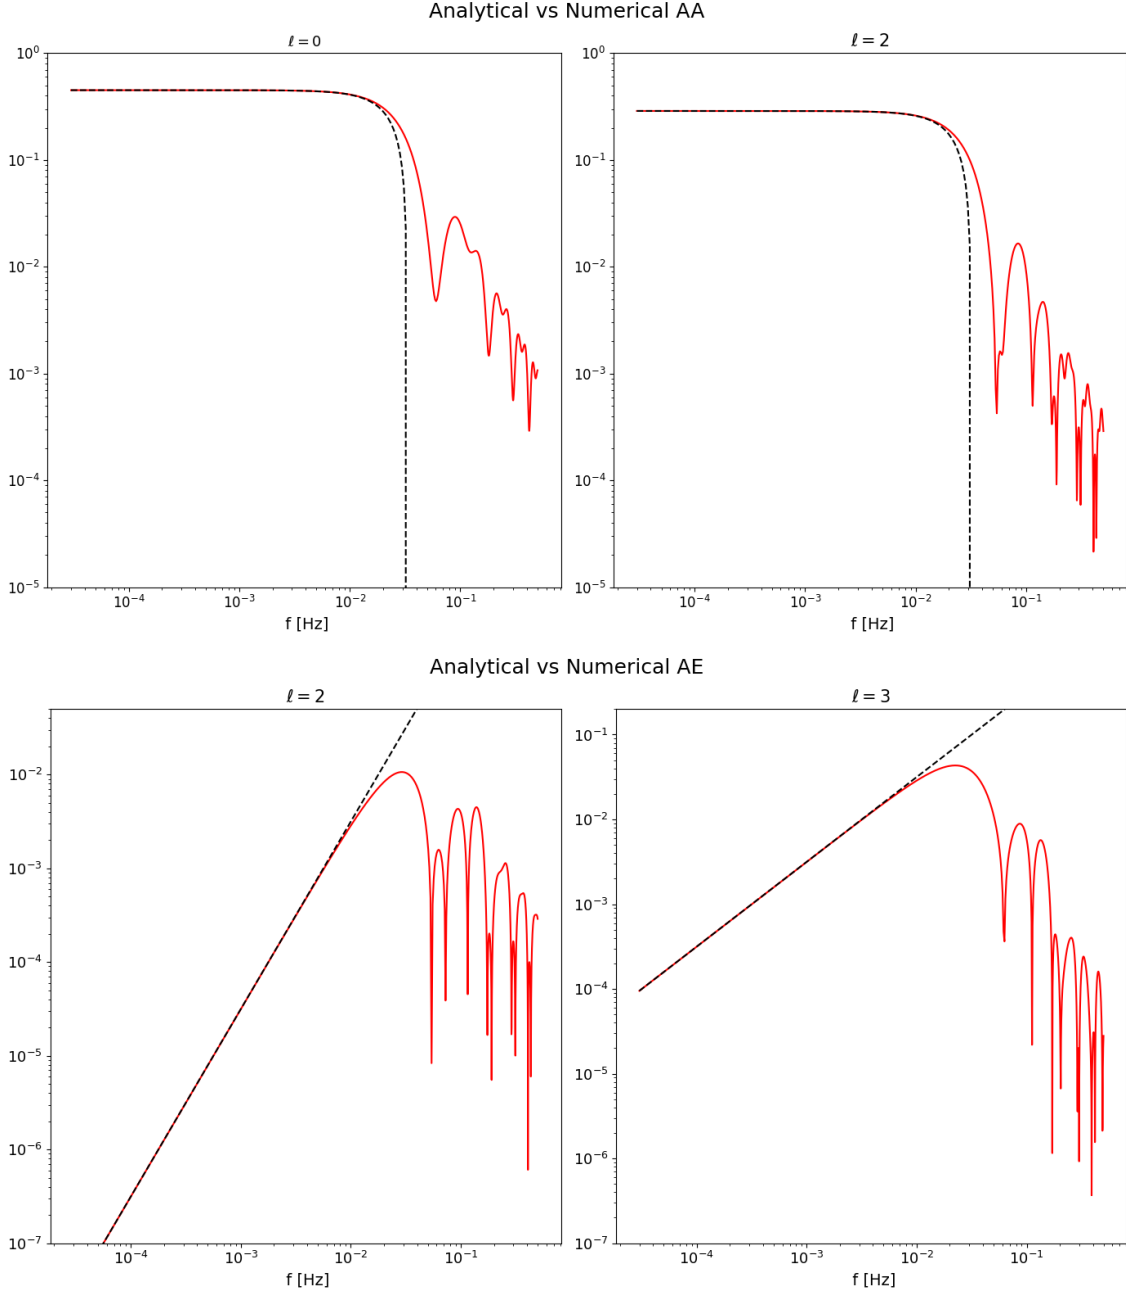 Analytical vs Numerical AA
ℓ = 0
ℓ = 2
10⁰
10⁻¹
10⁻²
10⁻³
10⁻⁴
10⁻⁵
10⁰
10⁻¹
10⁻²
10⁻³
10⁻⁴
10⁻⁵
10⁻⁴ 10⁻³ 10⁻² 10⁻¹
10⁻⁴ 10⁻³ 10⁻² 10⁻¹
f [Hz]
f [Hz]
Analytical vs Numerical AE
ℓ = 2
ℓ = 3
10⁻²
10⁻³
10⁻⁴
10⁻⁵
10⁻⁶
10⁻⁷
10⁻¹
10⁻²
10⁻³
10⁻⁴
10⁻⁵
10⁻⁶
10⁻⁷
10⁻⁴ 10⁻³ 10⁻² 10⁻¹
10⁻⁴ 10⁻³ 10⁻² 10⁻¹
f [Hz]
f [Hz]